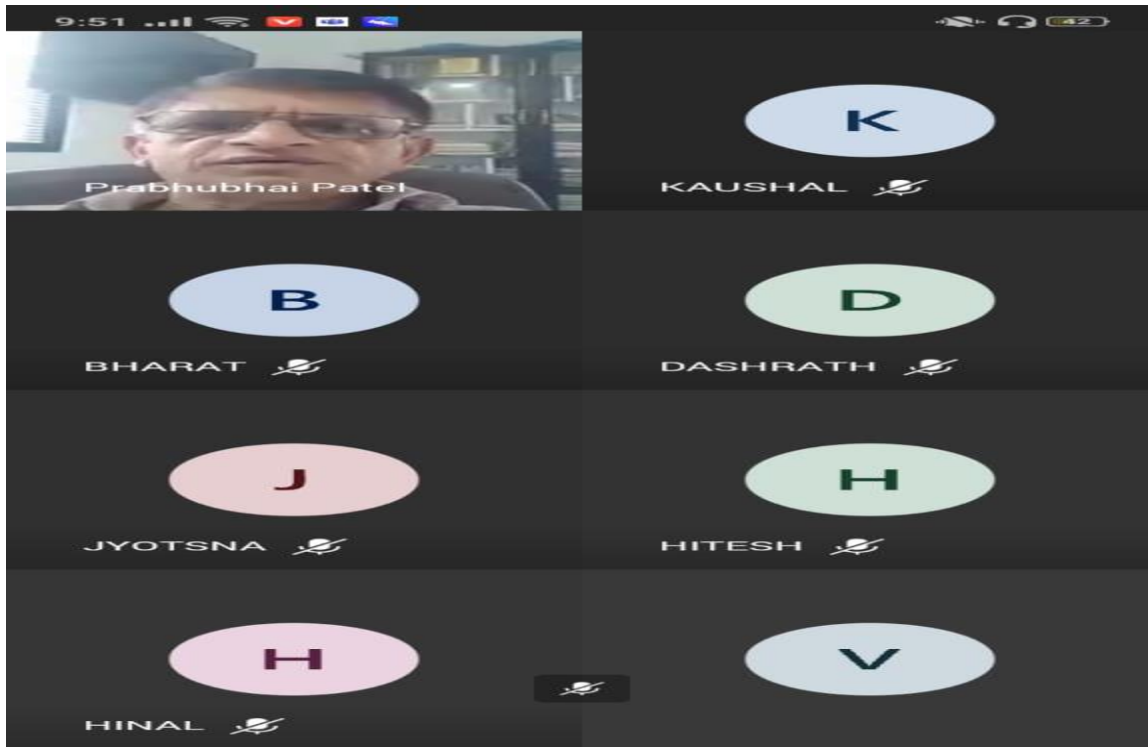 9:51 42
Prabhubhai Patel
K
KAUSHAL
B
BHARAT
D
DASHRATH
J
JYOTSNA
H
HITESH
H
HINAL
V